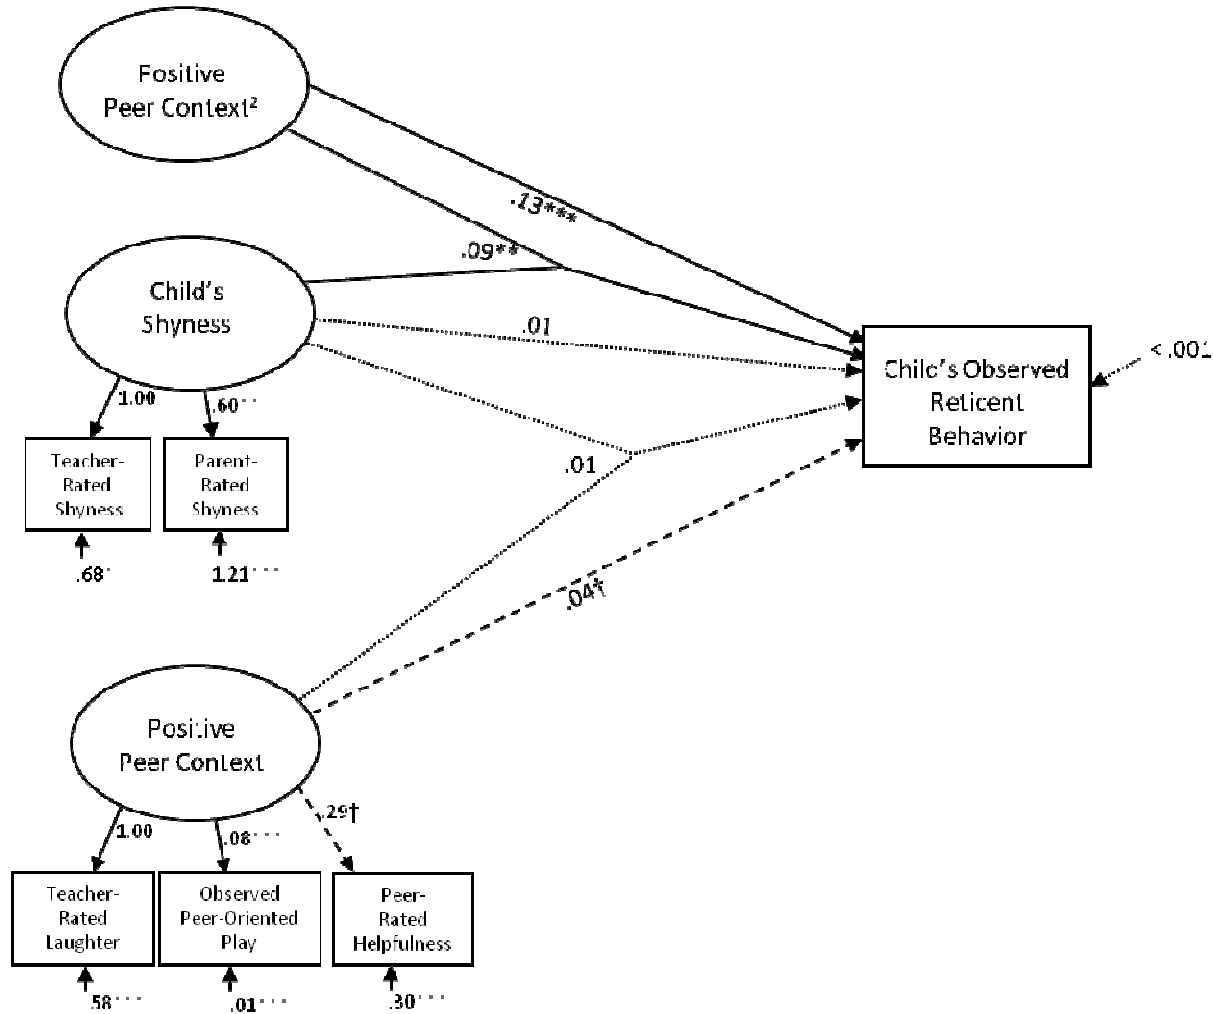 Fositive
Peer Context²
.13***
.09**
Child's
Shyness
.01
< .001
Child's Observed
Reticent
Behavior
1.00
.60***
.01
Teacher-
Rated
Shyness
Parent-
Rated
Shyness
.68*
1.21***
.04†
Positive
Peer Context
.29†
1.00
.08***
Teacher-
Rated
Laughter
Observed
Peer-Oriented
Play
Peer-
Rated
Helpfulness
.58***
.01***
.30***